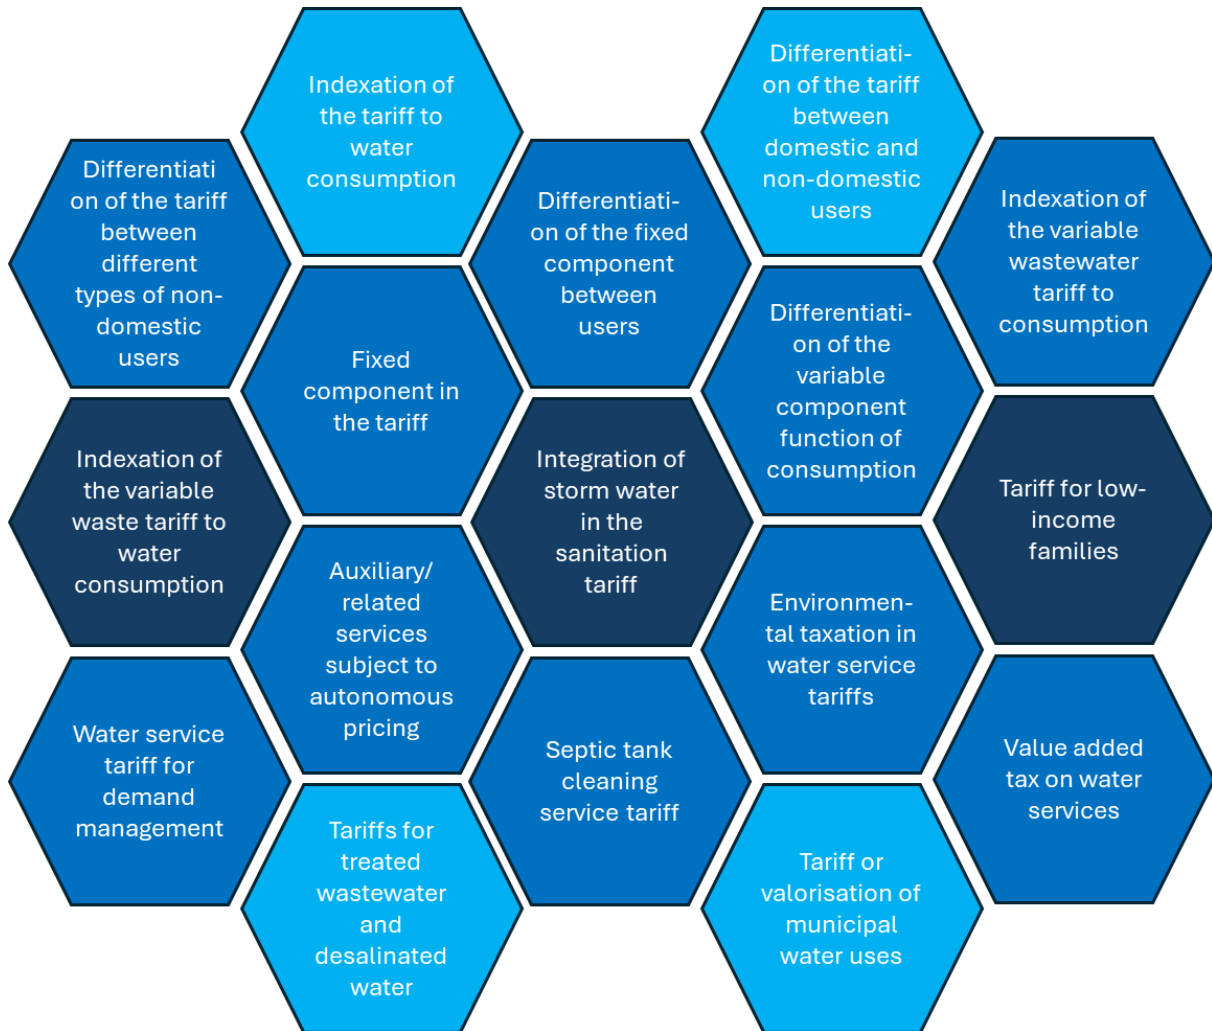 Indexation of
the tariff to
water
consumption
Differentiati-
on of the tariff
between
domestic and
non-domestic
users
Differentiati
on of the tariff
between
different
types of non-
domestic
users
Differentiati-
on of the fixed
component
between
users
Indexation of
the variable
wastewater
tariff to
consumption
Fixed
component in
the tariff
Differentiati-
on of the
variable
component
function of
consumption
Indexation of
the variable
waste tariff to
water
consumption
Integration of
storm water
in the
sanitation
tariff
Tariff for low-
income
families
Auxiliary/
related
services
subject to
autonomous
pricing
Environmen-
tal taxation in
water service
tariffs
Water service
tariff for
demand
management
Septic tank
cleaning
service tariff
Value added
tax on water
services
Tariffs for
treated
wastewater
and
desalinated
water
Tariff or
valorisation of
municipal
water uses